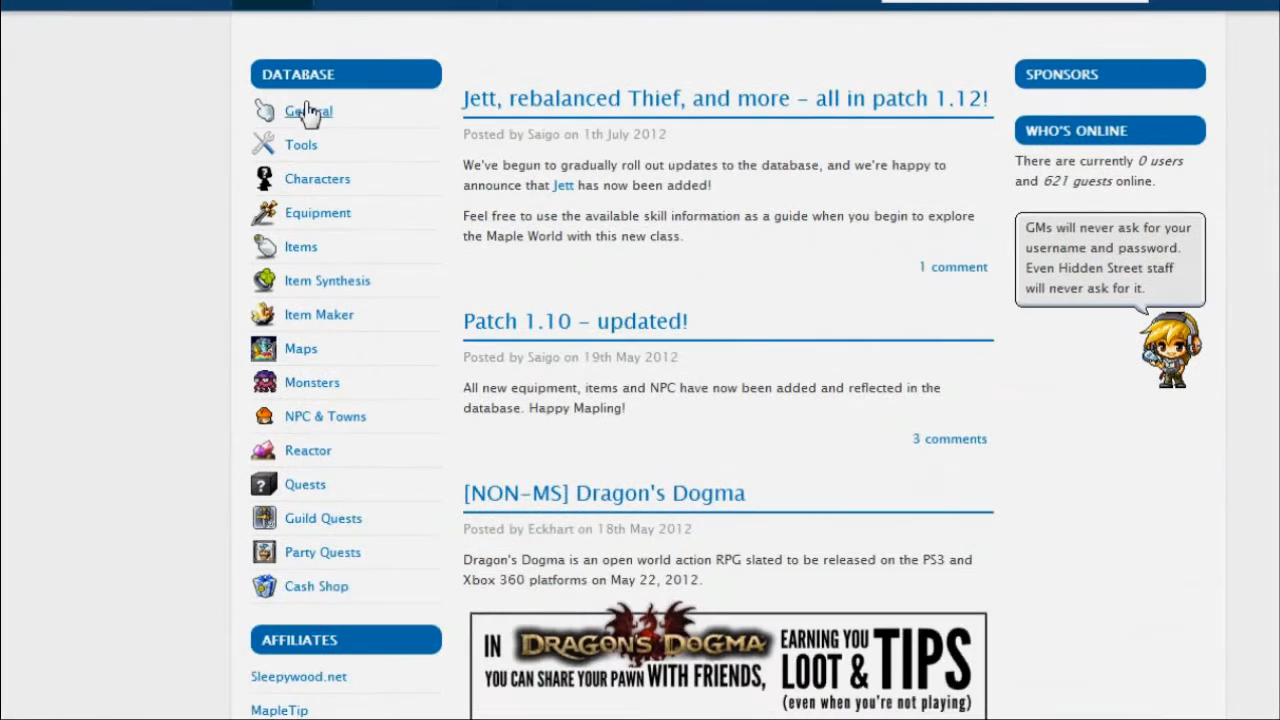 DATABASE
General
Tools
Characters
Equipment
Items
Item Synthesis
Item Maker
Maps
Monsters
NPC & Towns
Reactor
Quests
Guild Quests
Party Quests
Cash Shop
AFFILIATES
Sleepywood.net
MapleTip
Jett, rebalanced Thief, and more – all in patch 1.12!
Posted by Saigo on 1th July 2012
We've begun to gradually roll out updates to the database, and we're happy to
announce that Jett has now been added!
Feel free to use the available skill information as a guide when you begin to explore
the Maple World with this new class.
1 comment
Patch 1.10 – updated!
Posted by Saigo on 19th May 2012
All new equipment, items and NPC have now been added and reflected in the
database. Happy Mapling!
3 comments
[NON-MS] Dragon's Dogma
Posted by Eckhart on 18th May 2012
Dragon's Dogma is an open world action RPG slated to be released on the PS3 and
Xbox 360 platforms on May 22, 2012.
IN DRAGON'S DOGMA
YOU CAN SHARE YOUR PAWN WITH FRIENDS,
EARNING YOU
LOOT & TIPS
(even when you're not playing)
SPONSORS
WHO'S ONLINE
There are currently 0 users
and 621 guests online.
GMs will never ask for your
username and password.
Even Hidden Street staff
will never ask for it.